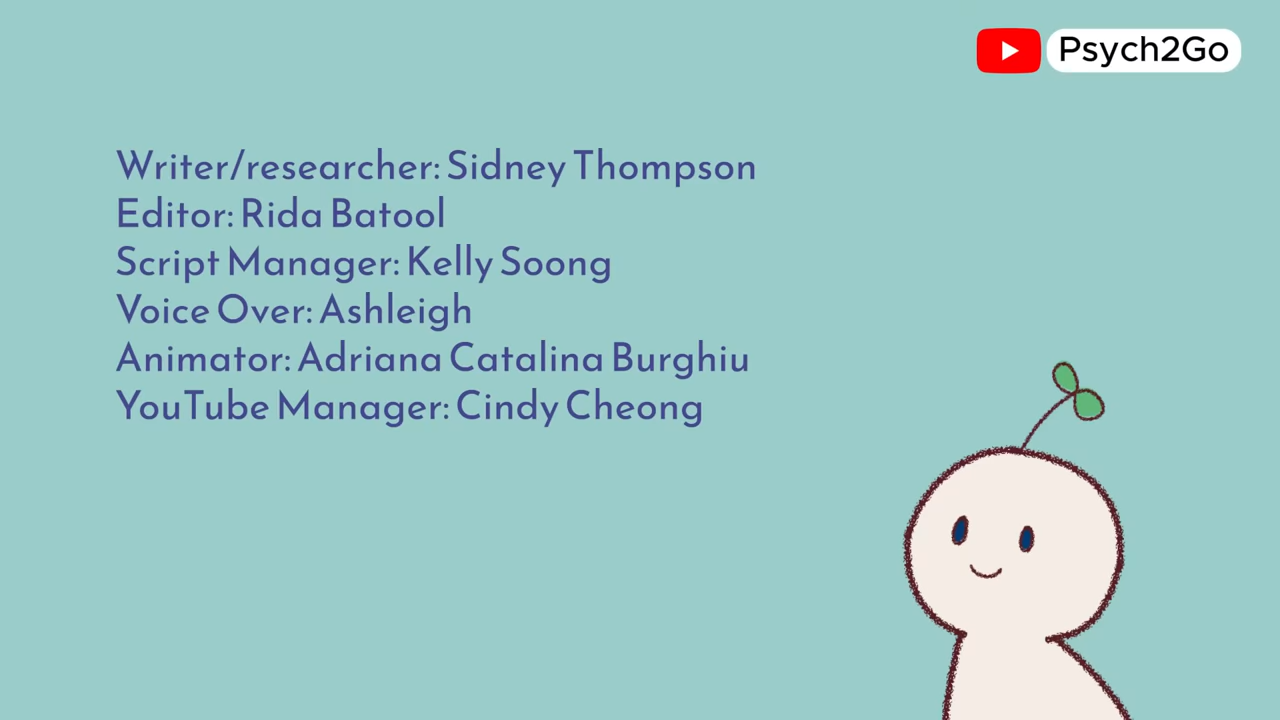 Psych2Go
Writer/researcher: Sidney Thompson
Editor: Rida Batool
Script Manager: Kelly Soong
Voice Over: Ashleigh
Animator: Adriana Catalina Burghiu
YouTube Manager: Cindy Cheong